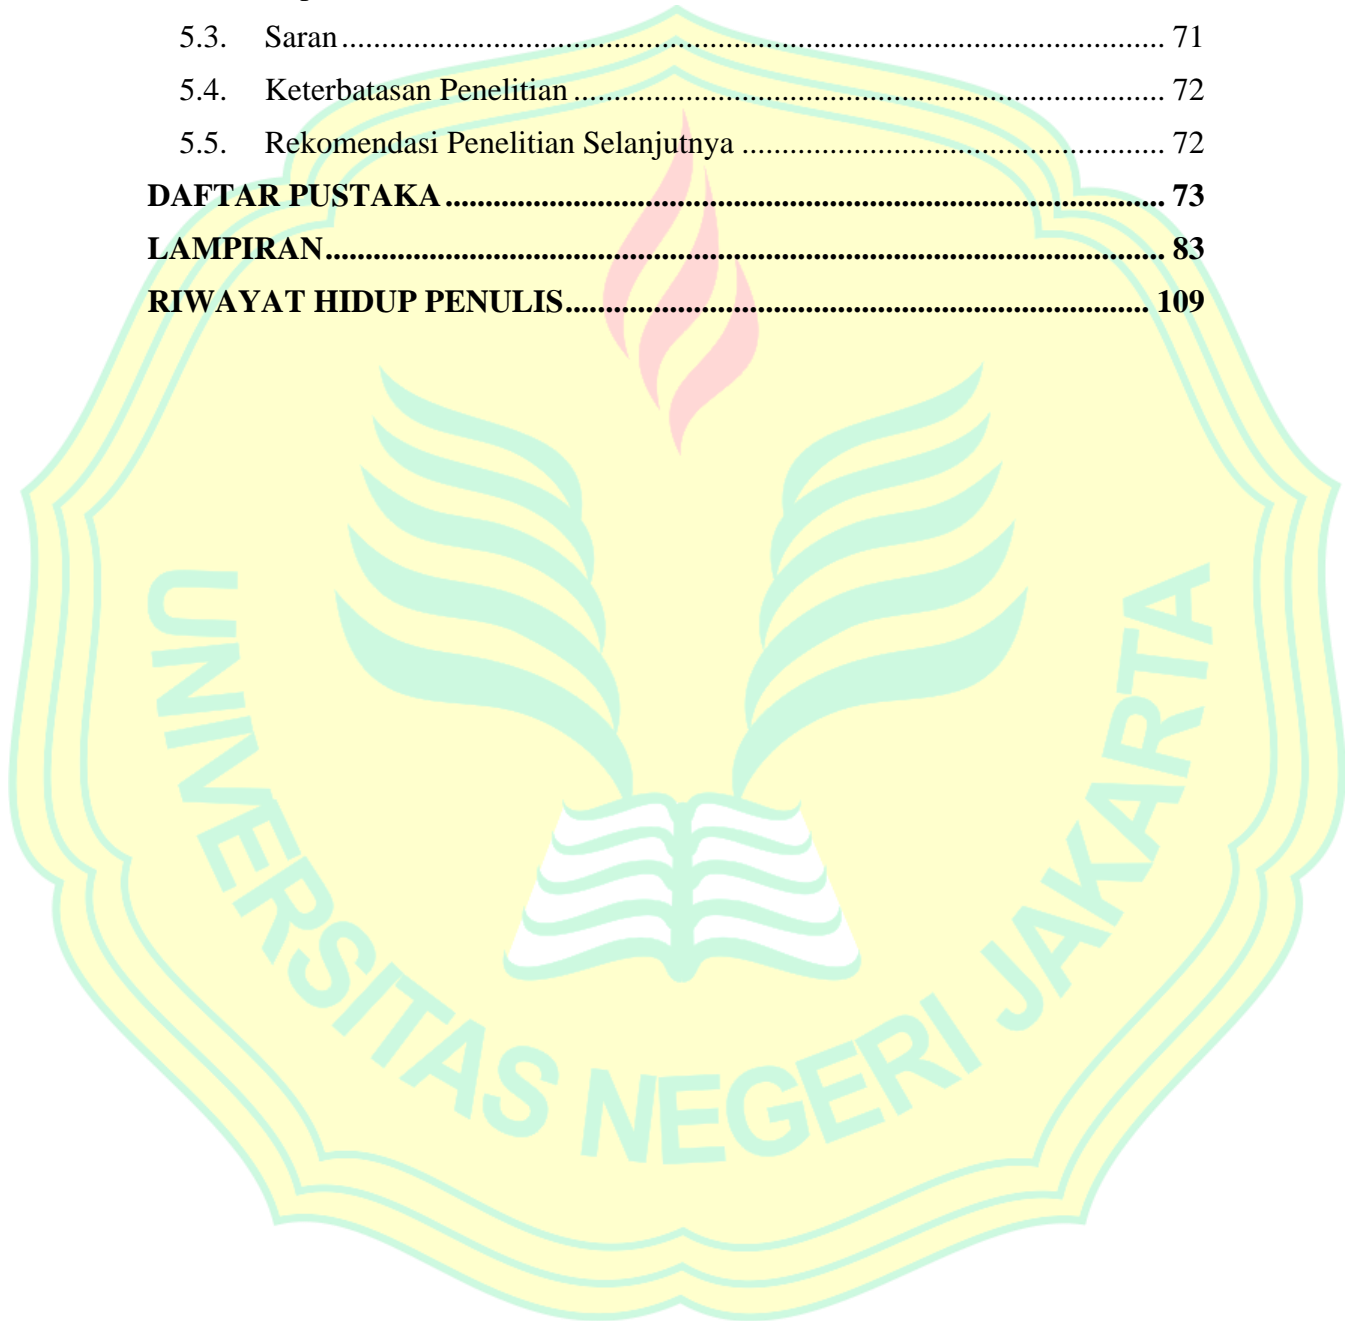 5.3. Saran ........................................................................................................ 71
5.4. Keterbatasan Penelitian ........................................................................... 72
5.5. Rekomendasi Penelitian Selanjutnya ...................................................... 72
DAFTAR PUSTAKA ........................................................................................... 73
LAMPIRAN ......................................................................................................... 83
RIWAYAT HIDUP PENULIS ........................................................................... 109
UNIVERSITAS NEGERI JAKARTA